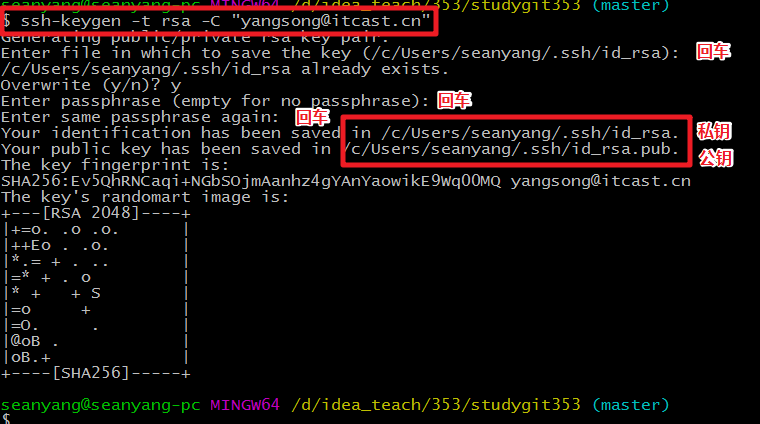 seanyang@seanyang-pc MINGW64 /d/idea_teach/353/studygit353 (master)
$ ssh-keygen -t rsa -C "yangsong@itcast.cn"
Generating public/private rsa key pair.
Enter file in which to save the key (/c/Users/seanyang/.ssh/id_rsa): 回车
/c/Users/seanyang/.ssh/id_rsa already exists.
Overwrite (y/n)? y
Enter passphrase (empty for no passphrase): 回车
Enter same passphrase again: 回车
Your identification has been saved in /c/Users/seanyang/.ssh/id_rsa. 私钥
Your public key has been saved in /c/Users/seanyang/.ssh/id_rsa.pub. 公钥
The key fingerprint is:
SHA256:Ev5QhRNCaqi+NGbSOjmAanhz4gYAnYaowikE9Wq0OMQ yangsong@itcast.cn
The key's randomart image is:
+---[RSA 2048]----+
|+=o. .o .o.      |
|++Eo . .o.       |
|*.= + . ..       |
|=* + . o         |
|* +   + S        |
|=o     +         |
|=O.     .        |
|@oB .            |
|oB.+             |
+----[SHA256]-----+
seanyang@seanyang-pc MINGW64 /d/idea_teach/353/studygit353 (master)
$